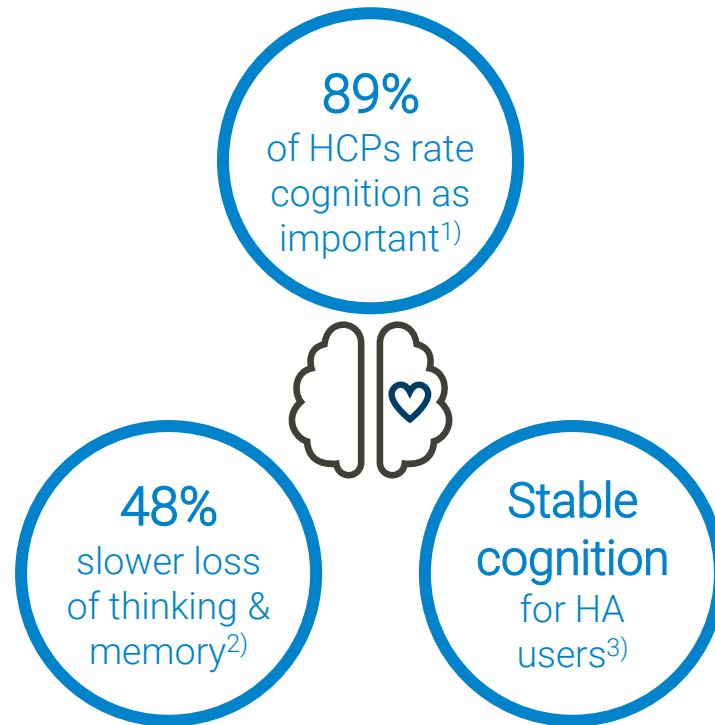 89%
of HCPs rate
cognition as
important¹⁾
48%
slower loss
of thinking &
memory²⁾
Stable
cognition
for HA
users³⁾